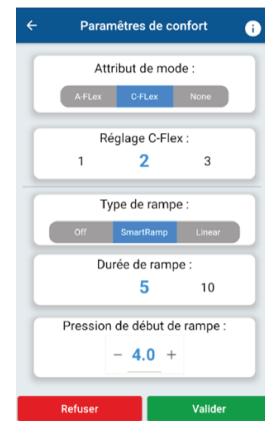 Paramètres de confort
i
Attribut de mode :
A-FLex C-FLex None
Réglage C-Flex :
1 2 3
Type de rampe :
Off SmartRamp Linear
Durée de rampe :
5 10
Pression de début de rampe :
− 4.0 +
Refuser Valider